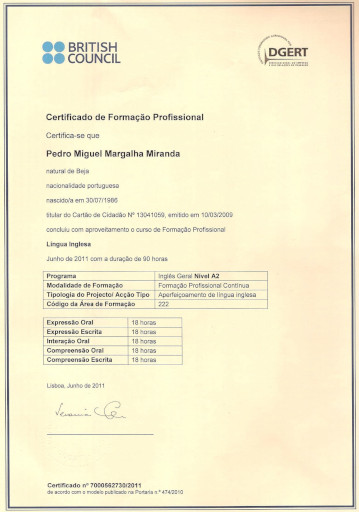 BRITISH
COUNCIL
DGERT
Certificado de Formação Profissional
Certifica-se que
Pedro Miguel Margalha Miranda
natural de Beja
nacionalidade portuguesa
nascido/a em 30/07/1986
titular do Cartão de Cidadão Nº 13041059, emitido em 10/03/2009
concluiu com aproveitamento o curso de Formação Profissional
Língua Inglesa
Junho de 2011 com a duração de 90 horas
Programa Inglês Geral Nível A2
Modalidade de Formação Formação Profissional Contínua
Tipologia do Projecto/ Acção Tipo Aperfeiçoamento de língua inglesa
Código da Área de Formação 222
Expressão Oral 18 horas
Expressão Escrita 18 horas
Interação Oral 18 horas
Compreensão Oral 18 horas
Compreensão Escrita 18 horas
Lisboa, Junho de 2011
Certificado nº 7000562730/2011
de acordo com o modelo publicado na Portaria n.º 474/2010